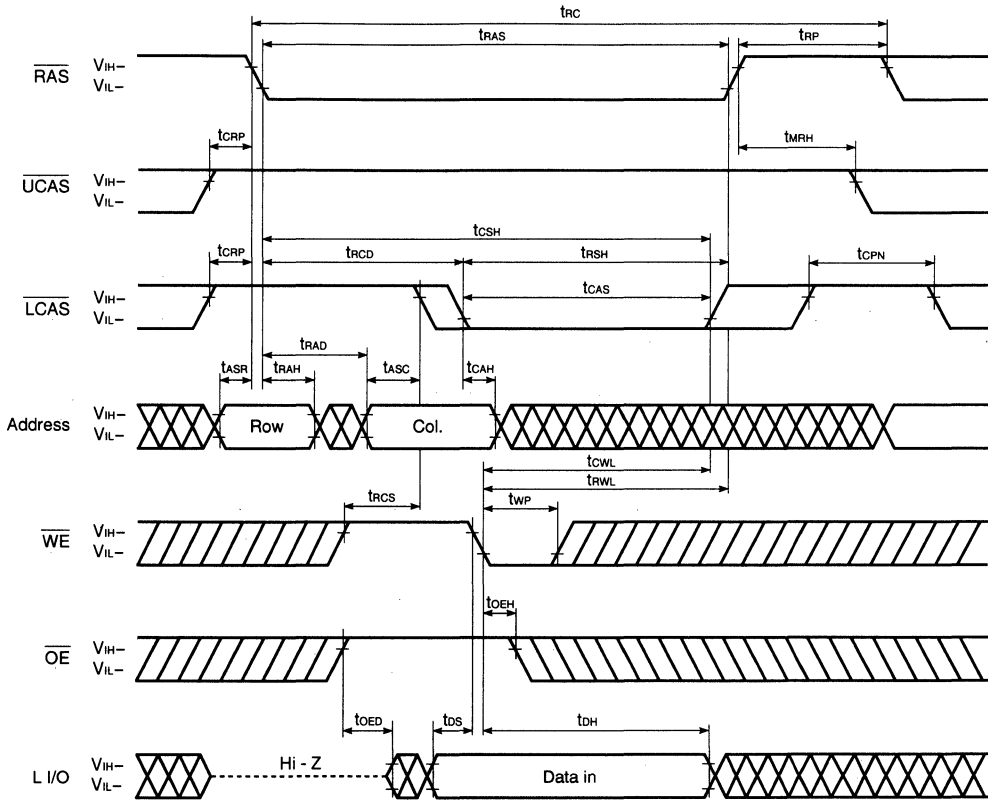 tRC
tRAS
tRP
RAS
VIH–
VIL–
tCRP
tMRH
UCAS
VIH–
VIL–
tCSH
tCRP
tRCD
tRSH
tCPN
LCAS
VIH–
VIL–
tCAS
tRAD
tASR
tRAH
tASC
tCAH
Address
VIH–
VIL–
Row
Col.
tCWL
tRWL
tRCS
tWP
WE
VIH–
VIL–
tOEH
OE
VIH–
VIL–
tOED
tDS
tDH
L I/O
VIH–
VIL–
Hi - Z
Data in